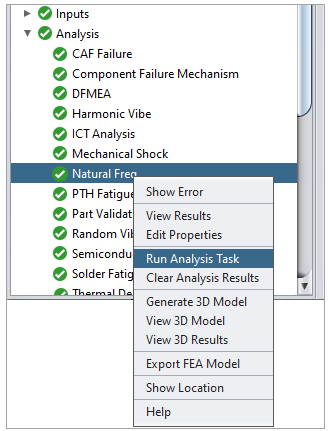 Inputs
Analysis
CAF Failure
Component Failure Mechanism
DFMEA
Harmonic Vibe
ICT Analysis
Mechanical Shock
Natural Freq
PTH Fatigue
Part Validat
Random Vib
Semicondu
Solder Fatig
Thermal De
Show Error
View Results
Edit Properties
Run Analysis Task
Clear Analysis Results
Generate 3D Model
View 3D Model
View 3D Results
Export FEA Model
Show Location
Help